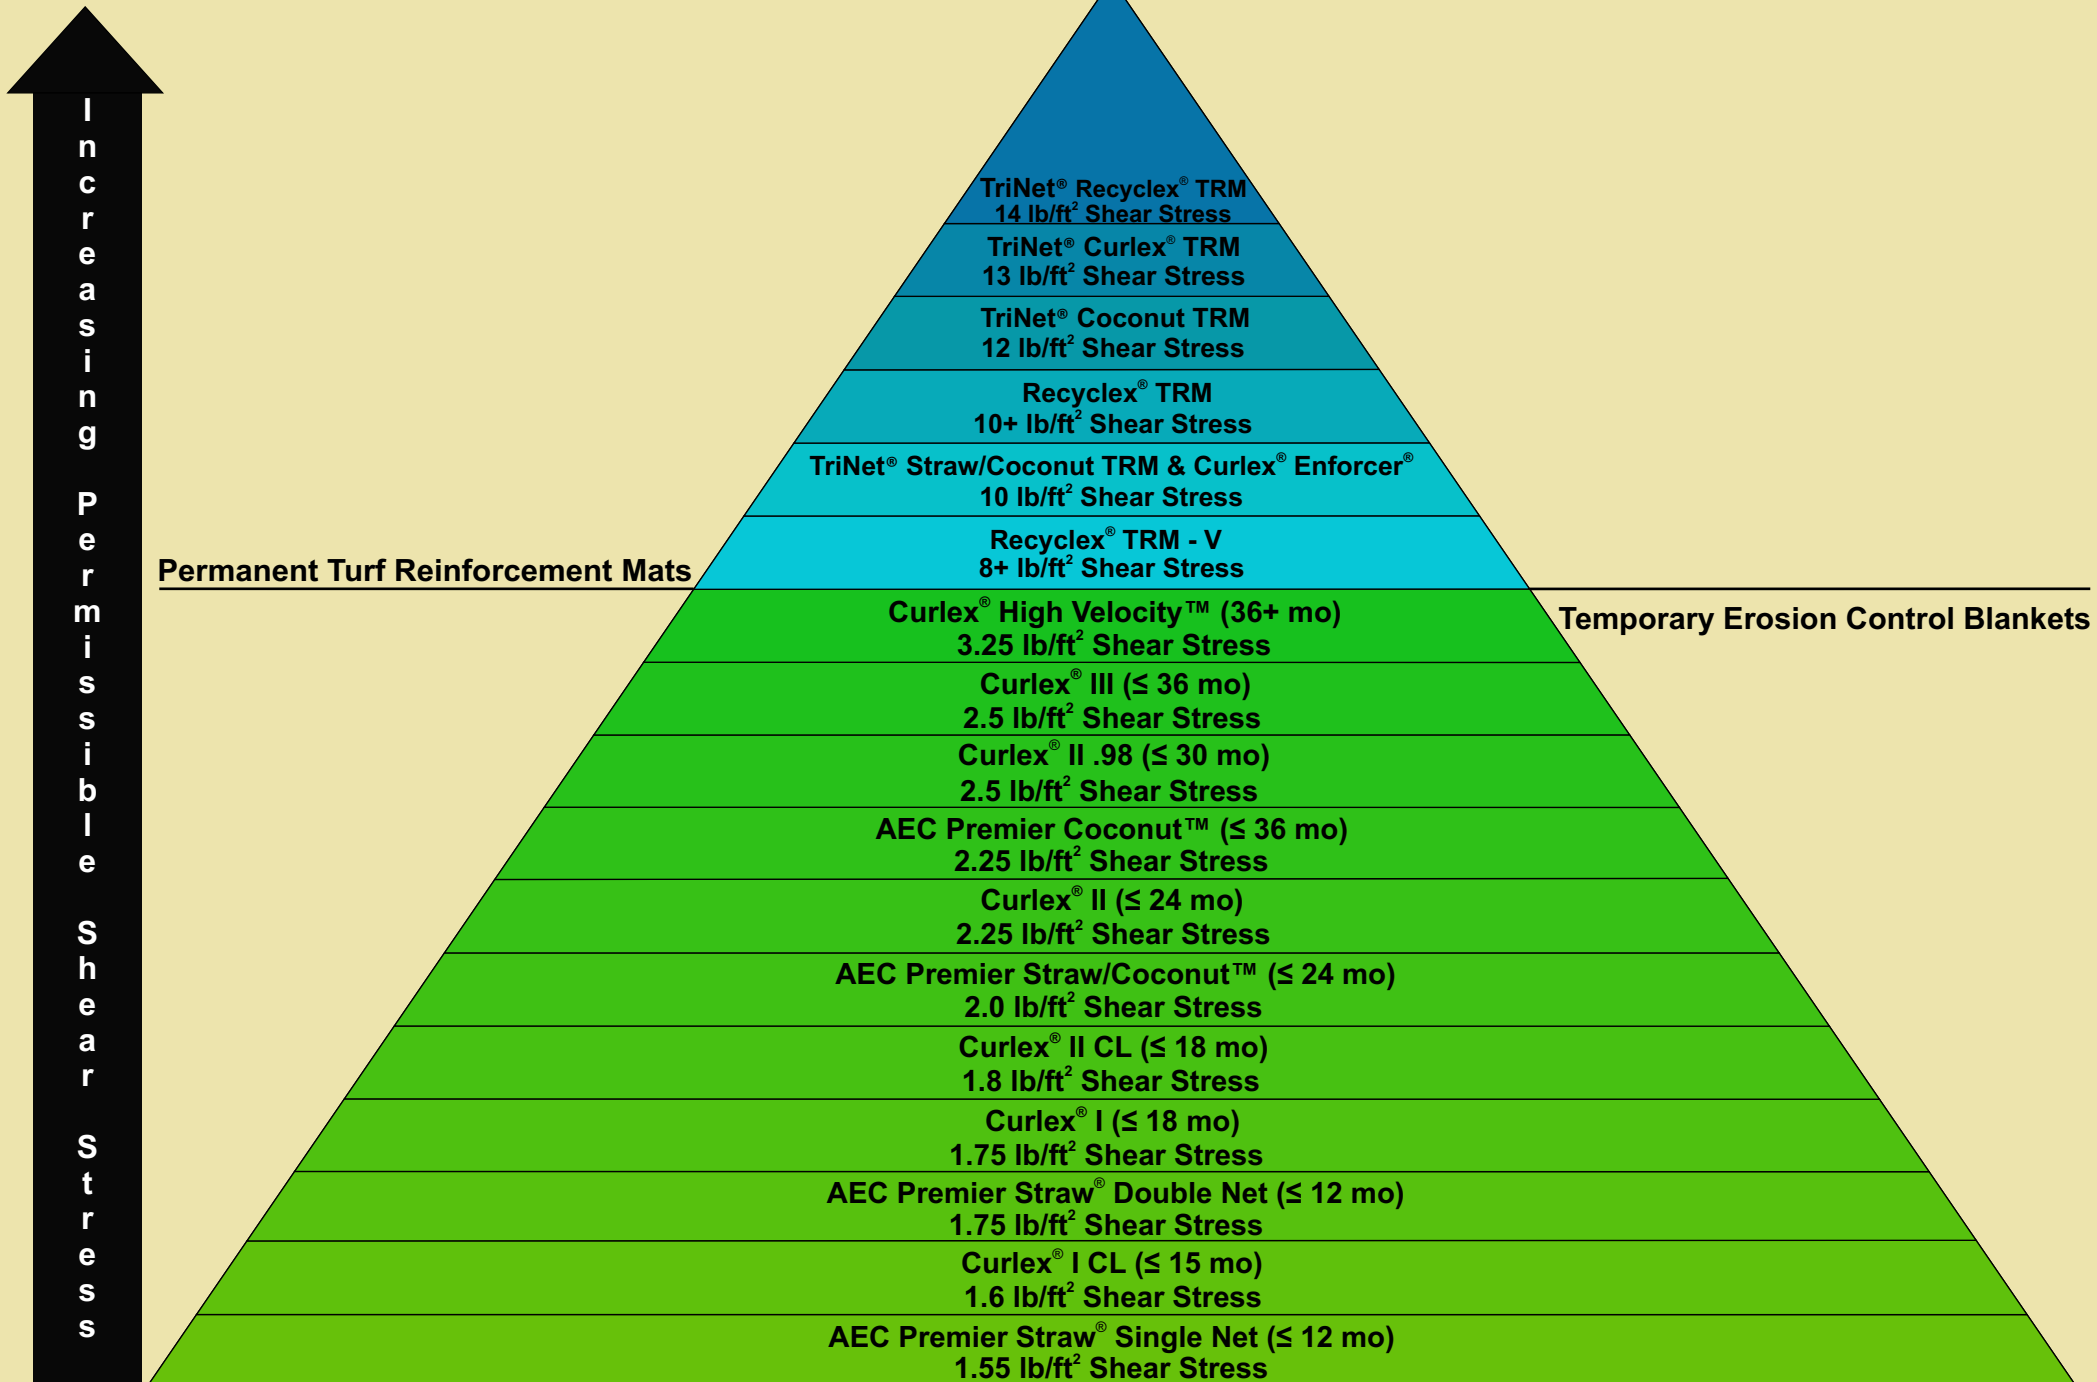 Increasing Permissible Shear Stress
TriNet® Recyclex® TRM
14 lb/ft² Shear Stress
TriNet® Curlex® TRM
13 lb/ft² Shear Stress
TriNet® Coconut TRM
12 lb/ft² Shear Stress
Recyclex® TRM
10+ lb/ft² Shear Stress
TriNet® Straw/Coconut TRM & Curlex® Enforcer®
10 lb/ft² Shear Stress
Recyclex® TRM - V
8+ lb/ft² Shear Stress
Permanent Turf Reinforcement Mats
Temporary Erosion Control Blankets
Curlex® High Velocity™ (36+ mo)
3.25 lb/ft² Shear Stress
Curlex® III (≤ 36 mo)
2.5 lb/ft² Shear Stress
Curlex® II .98 (≤ 30 mo)
2.5 lb/ft² Shear Stress
AEC Premier Coconut™ (≤ 36 mo)
2.25 lb/ft² Shear Stress
Curlex® II (≤ 24 mo)
2.25 lb/ft² Shear Stress
AEC Premier Straw/Coconut™ (≤ 24 mo)
2.0 lb/ft² Shear Stress
Curlex® II CL (≤ 18 mo)
1.8 lb/ft² Shear Stress
Curlex® I (≤ 18 mo)
1.75 lb/ft² Shear Stress
AEC Premier Straw® Double Net (≤ 12 mo)
1.75 lb/ft² Shear Stress
Curlex® I CL (≤ 15 mo)
1.6 lb/ft² Shear Stress
AEC Premier Straw® Single Net (≤ 12 mo)
1.55 lb/ft² Shear Stress